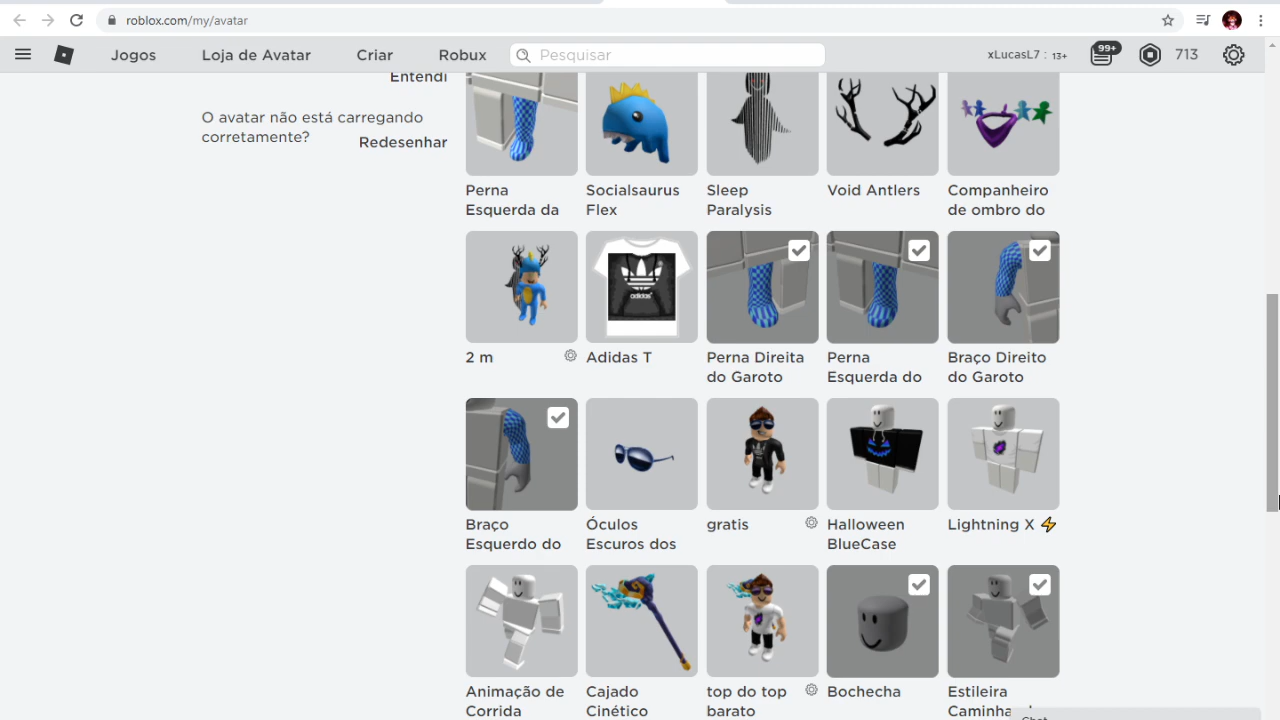 roblox.com/my/avatar
Jogos
Loja de Avatar
Criar
Robux
Pesquisar
xLucasL7 : 13+
99+
713
Entendi
O avatar não está carregando
corretamente?
Redesenhar
Perna
Esquerda da
Socialsaurus
Flex
Sleep
Paralysis
Void Antlers
Companheiro
de ombro do
2 m
adidas
Adidas T
Perna Direita
do Garoto
Perna
Esquerda do
Braço Direito
do Garoto
Braço
Esquerdo do
Óculos
Escuros dos
gratis
Halloween
BlueCase
Lightning X ⚡
Animação de
Corrida
Cajado
Cinético
top do top
barato
Bochecha
Estileira
Chat